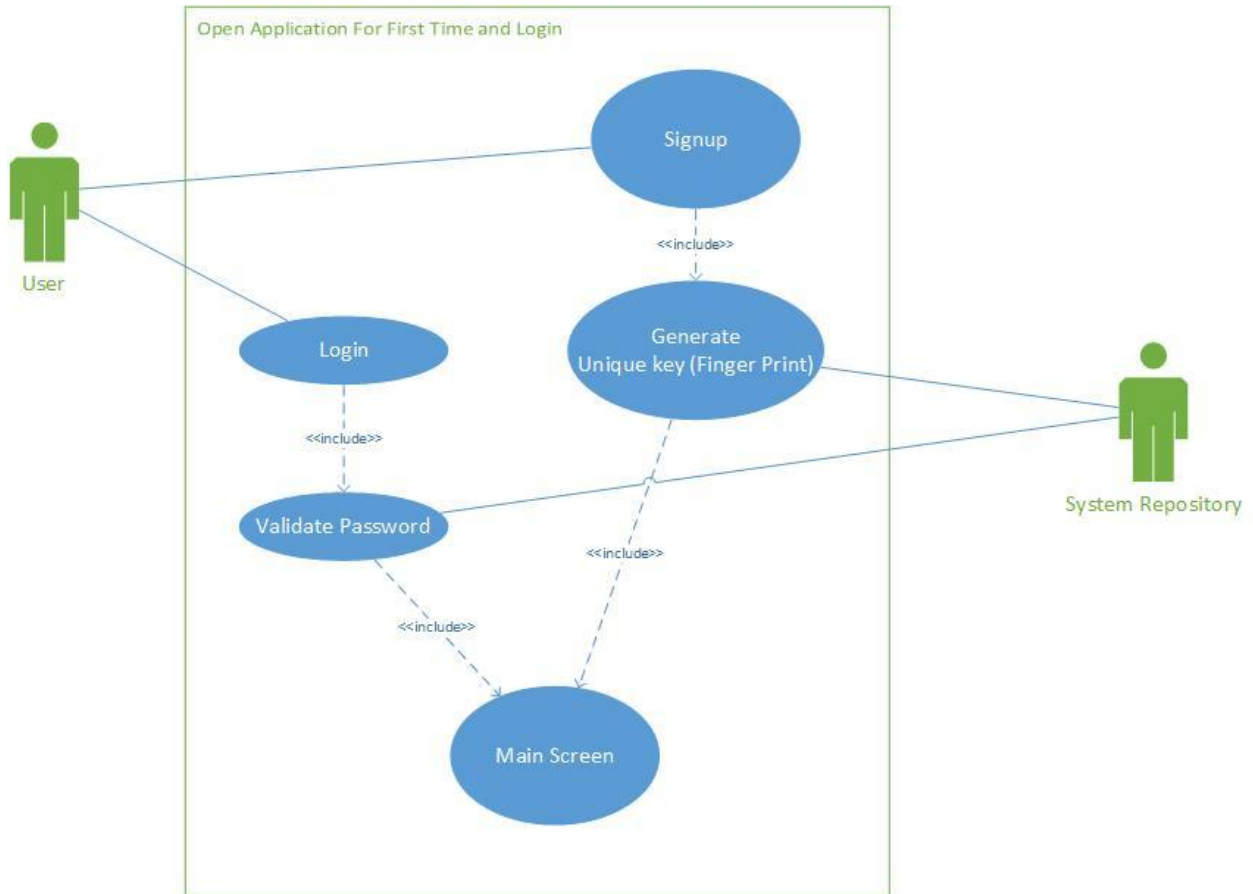 Open Application For First Time and Login
Signup
<<include>>
User
Login
Generate
Unique key (Finger Print)
<<include>>
System Repository
Validate Password
<<include>>
<<include>>
Main Screen